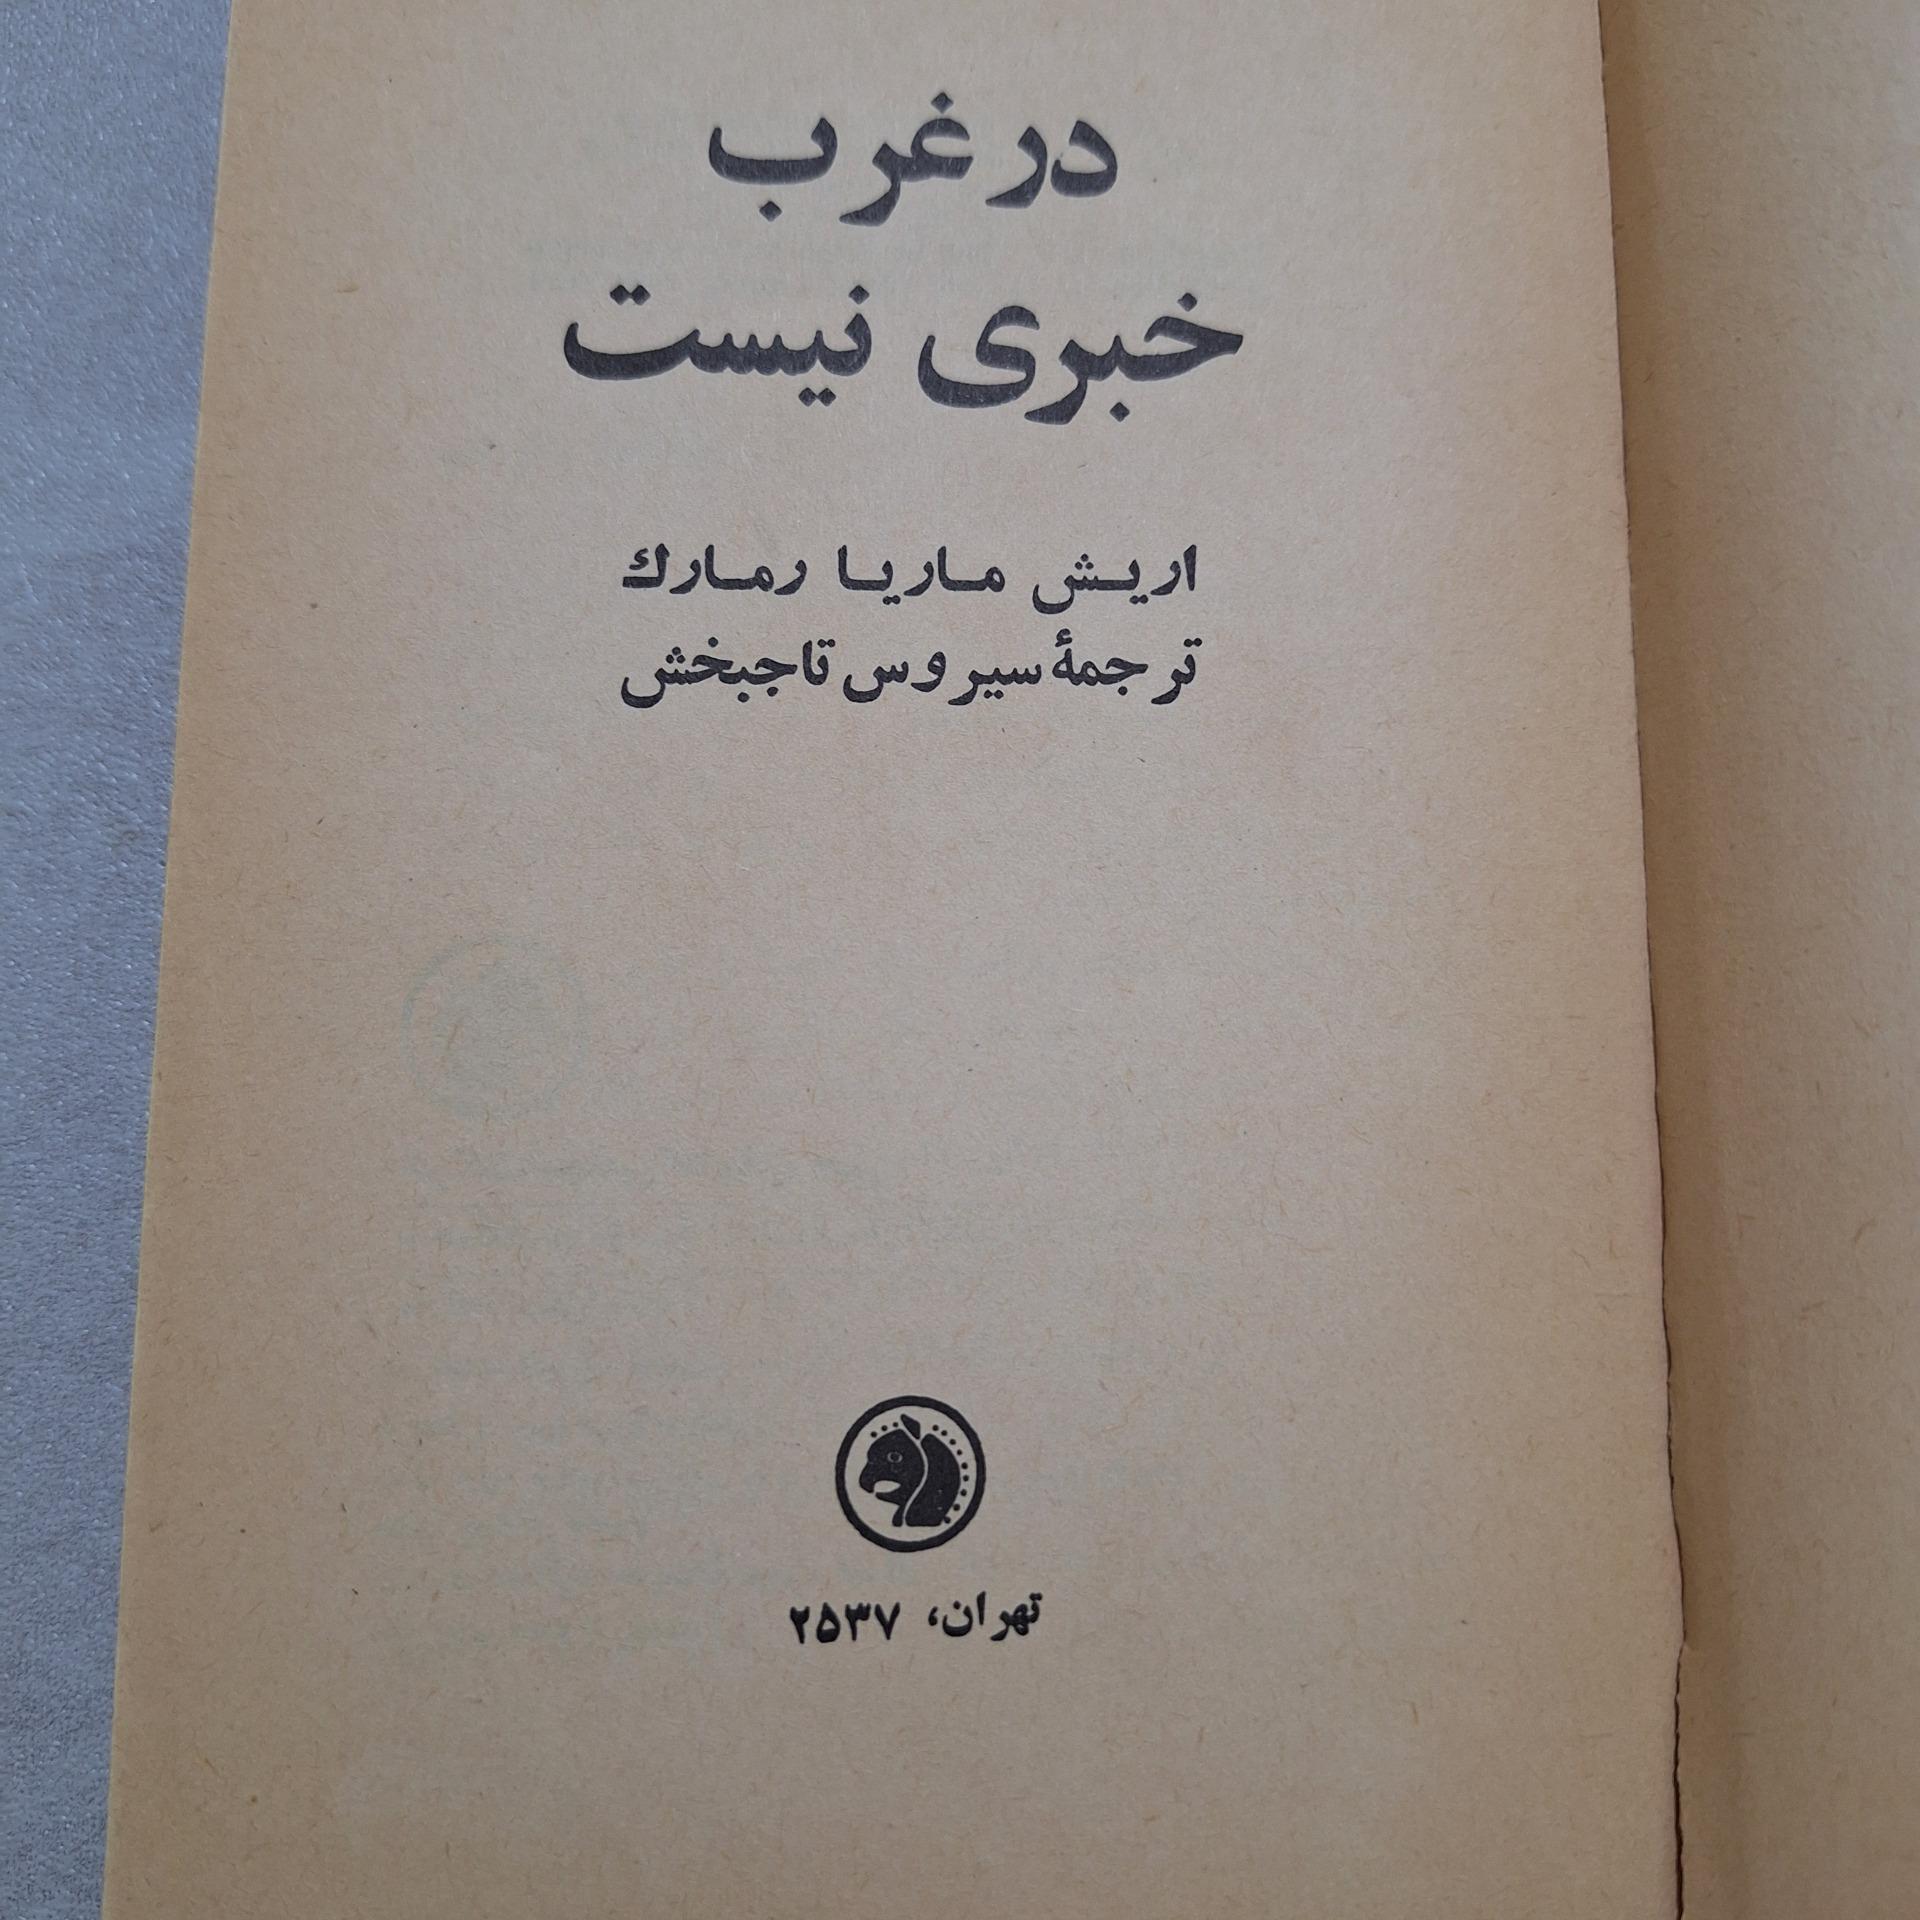 در غرب
خبری نیست
اریش ماریا رمارك
ترجمهٔ سیروس تاجبخش
تهران، ۲۵۳۷